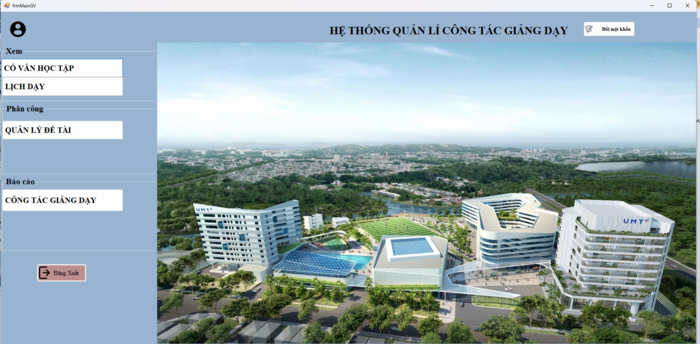 frmMainGV
HỆ THỐNG QUẢN LÍ CÔNG TÁC GIẢNG DẠY
Đổi mật khẩu
Xem
CỐ VẤN HỌC TẬP
LỊCH DẠY
Phân công
QUẢN LÝ ĐỀ TÀI
Báo cáo
CÔNG TÁC GIẢNG DẠY
Đăng Xuất
UMT
UMT